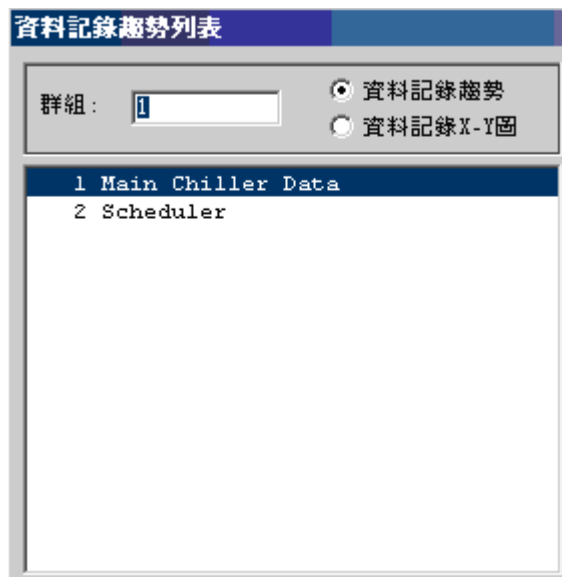 資料記錄趨勢列表
群組: 1
資料記錄趨勢
資料記錄X-Y圖
1 Main Chiller Data
2 Scheduler